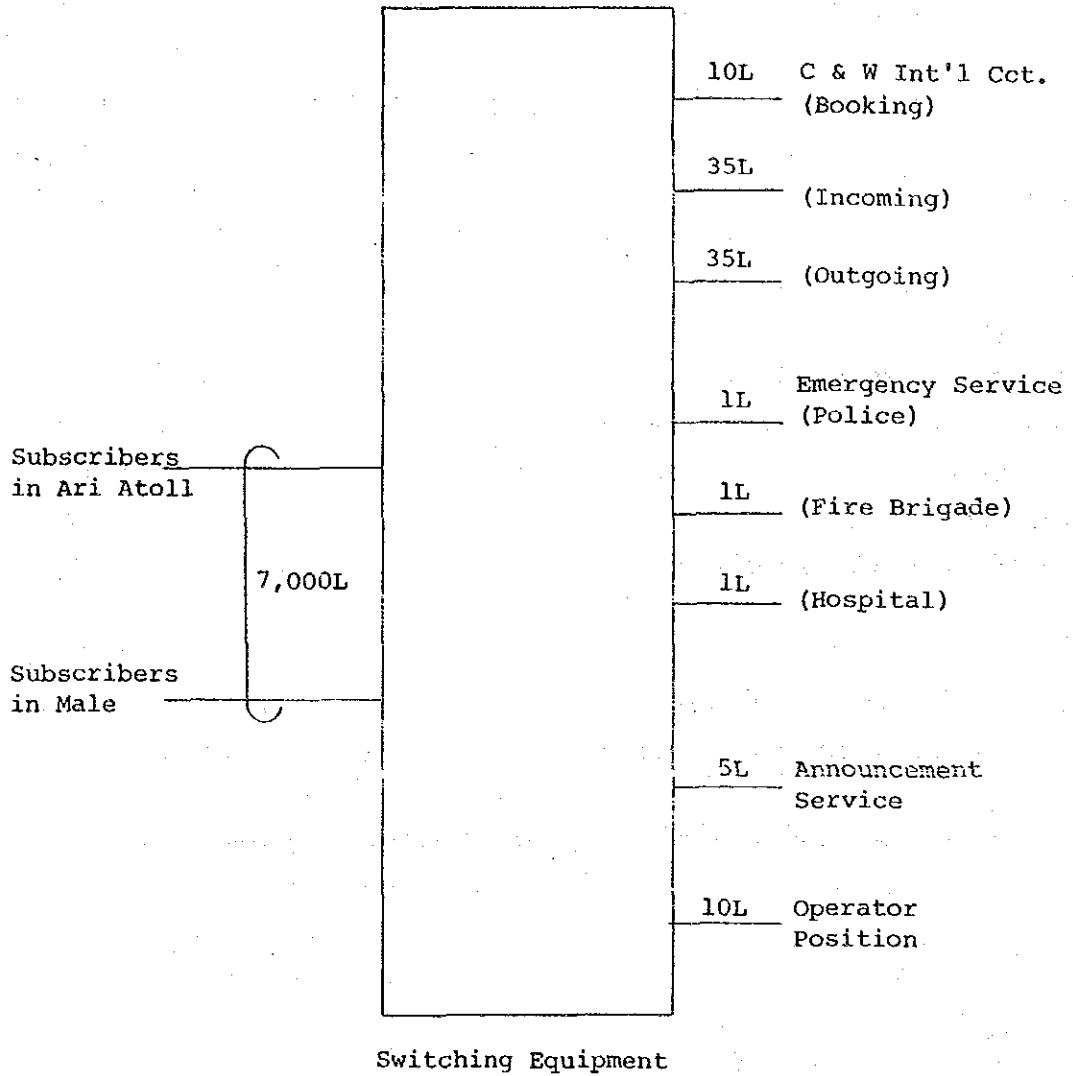 10L C & W Int'l Cct.
(Booking)
35L (Incoming)
35L (Outgoing)
1L Emergency Service
(Police)
1L (Fire Brigade)
1L (Hospital)
Subscribers
in Ari Atoll
7,000L
Subscribers
in Male
5L Announcement
Service
10L Operator
Position
Switching Equipment